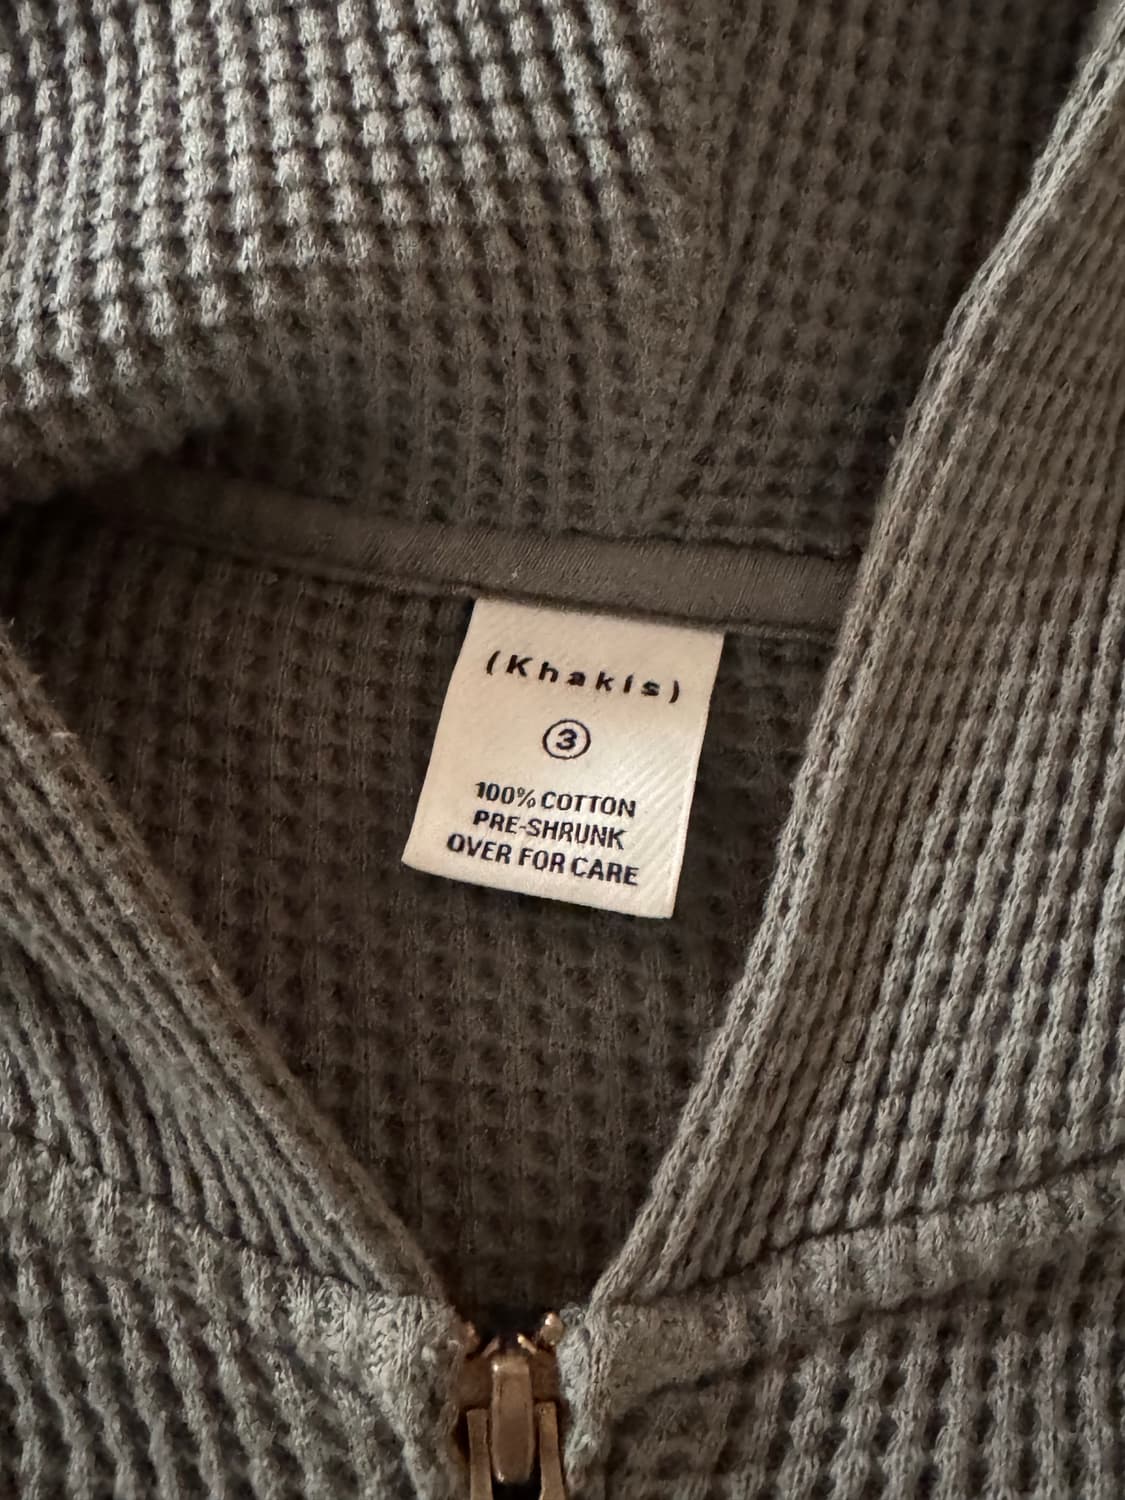 (Khakis)
3
100% COTTON
PRE-SHRUNK
OVER FOR CARE